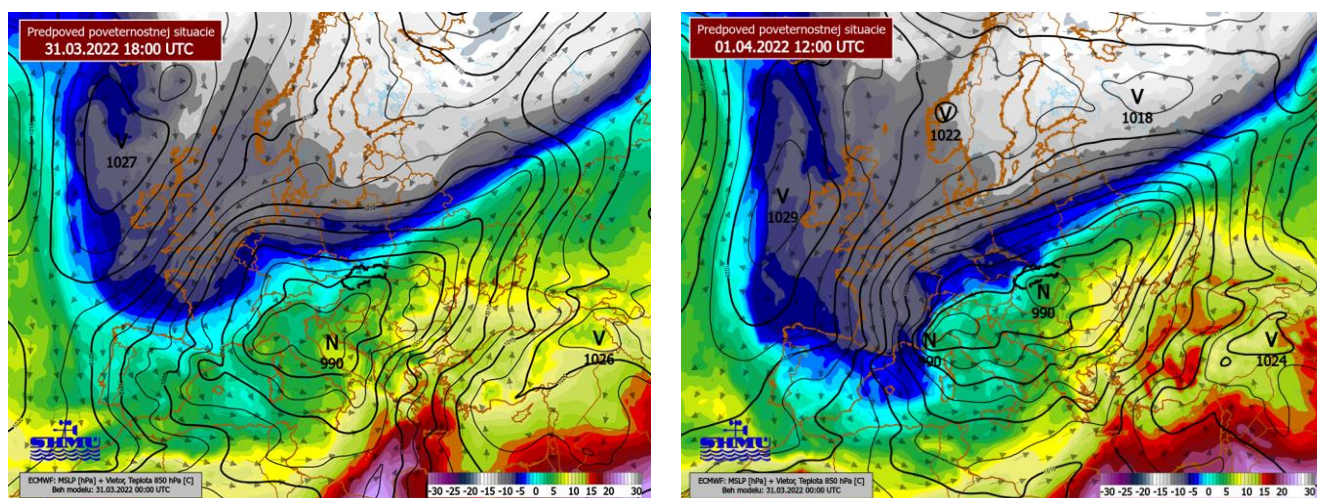 Predpoveď poveternostnej situacie
31.03.2022 18:00 UTC
V
1027
N
990
V
1026
SHMU
ECMWF: MSLP [hPa] + Vietor, Teplota 850 hPa [C]
Beh modelu: 31.03.2022 00:00 UTC
-30 -25 -20 -15 -10 -5 0 5 10 15 20 30
Predpoveď poveternostnej situacie
01.04.2022 12:00 UTC
V
1018
V
1022
V
1029
N
990
N
990
V
1024
SHMU
ECMWF: MSLP [hPa] + Vietor, Teplota 850 hPa [C]
Beh modelu: 31.03.2022 00:00 UTC
-30 -25 -20 -15 -10 -5 0 5 10 15 20 30